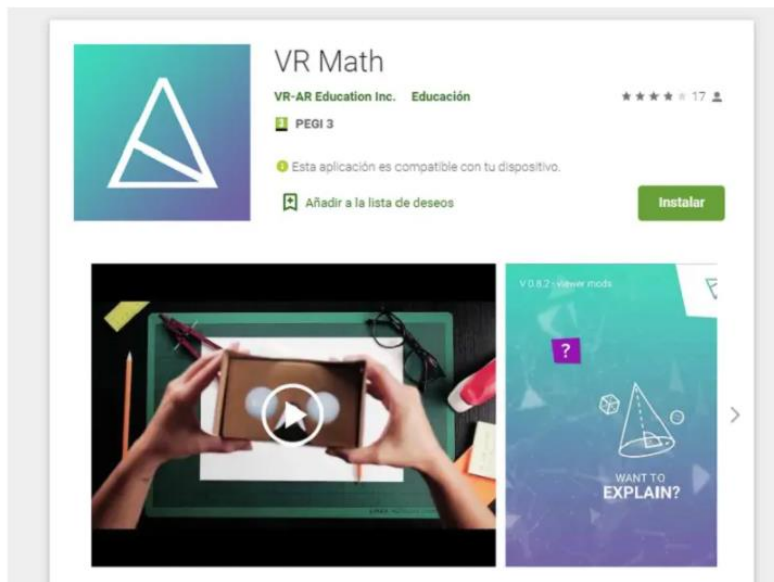 VR Math
VR-AR Education Inc. Educación
17
3 PEGI 3
Esta aplicación es compatible con tu dispositivo.
Añadir a la lista de deseos
Instalar
V 0.8.2 - viewer mode
?
WANT TO
EXPLAIN?